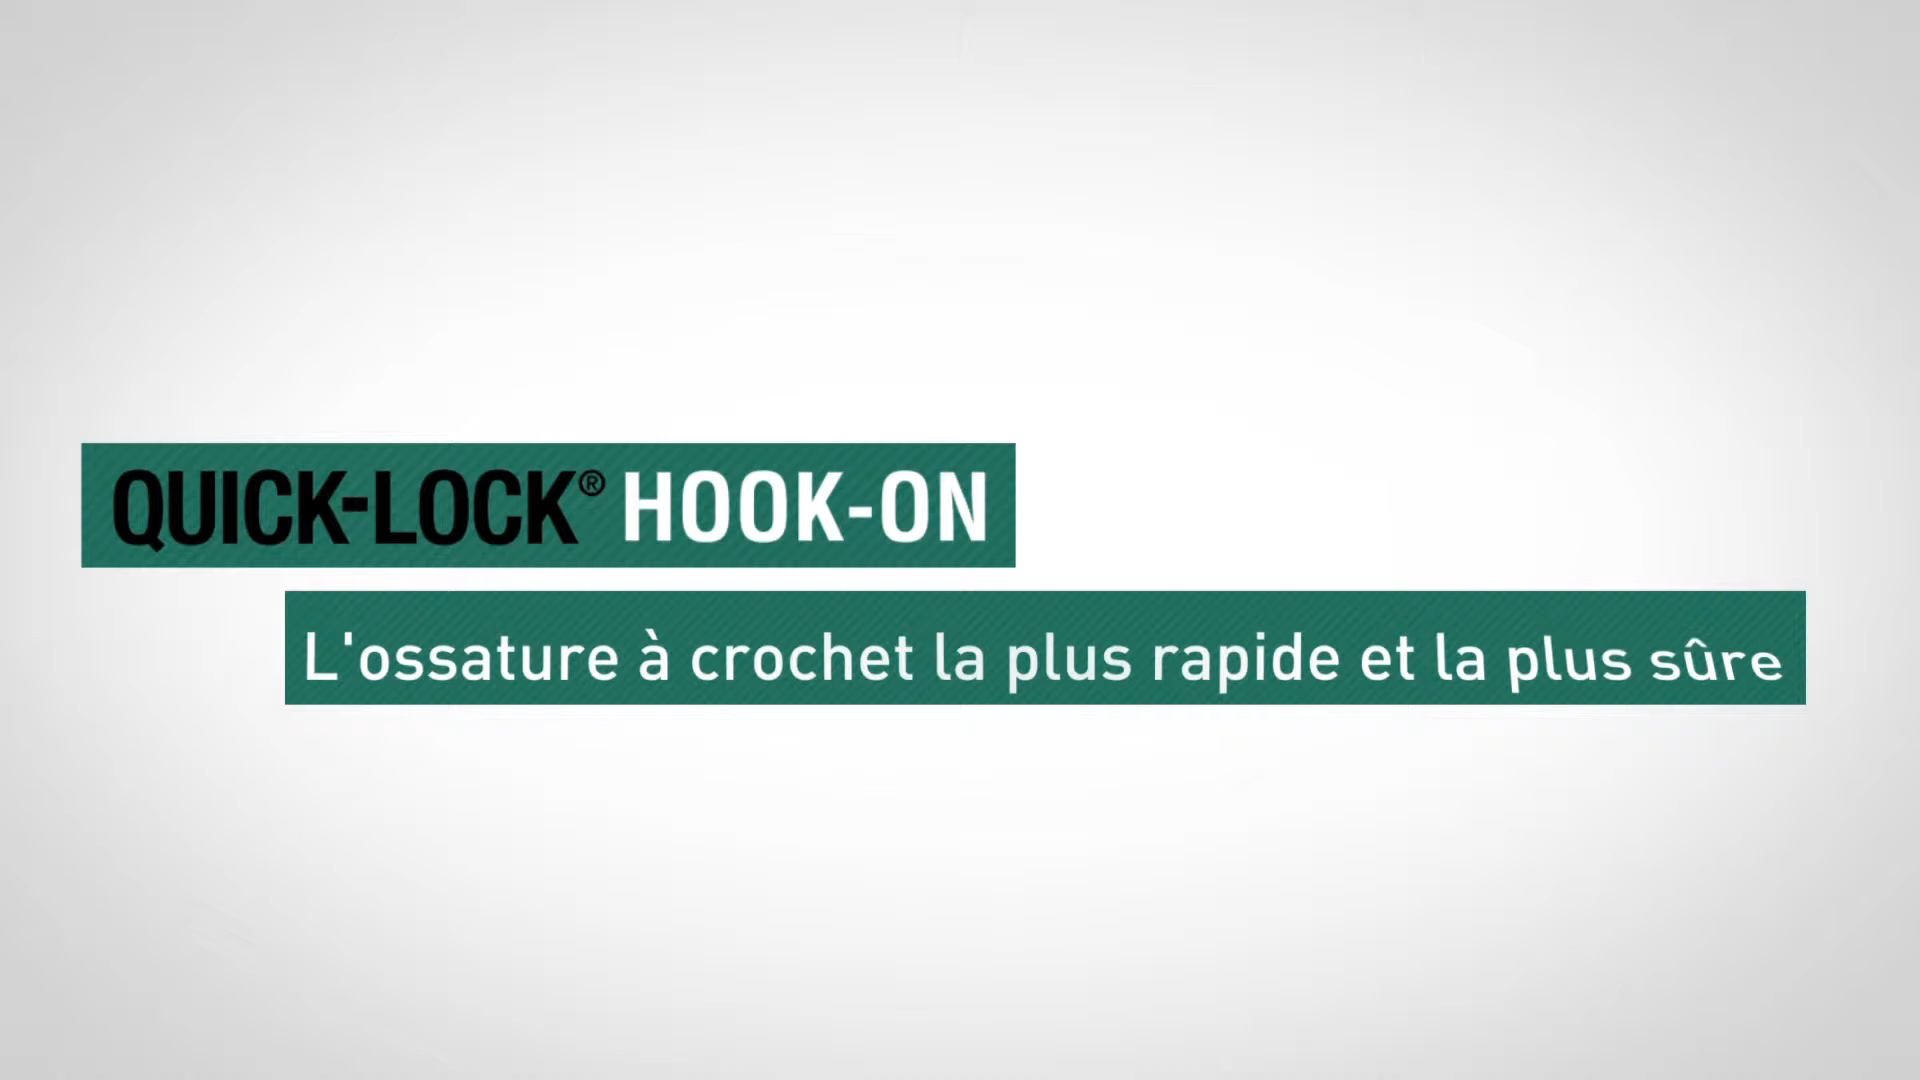 QUICK-LOCK® HOOK-ON
L'ossature à crochet la plus rapide et la plus sûre